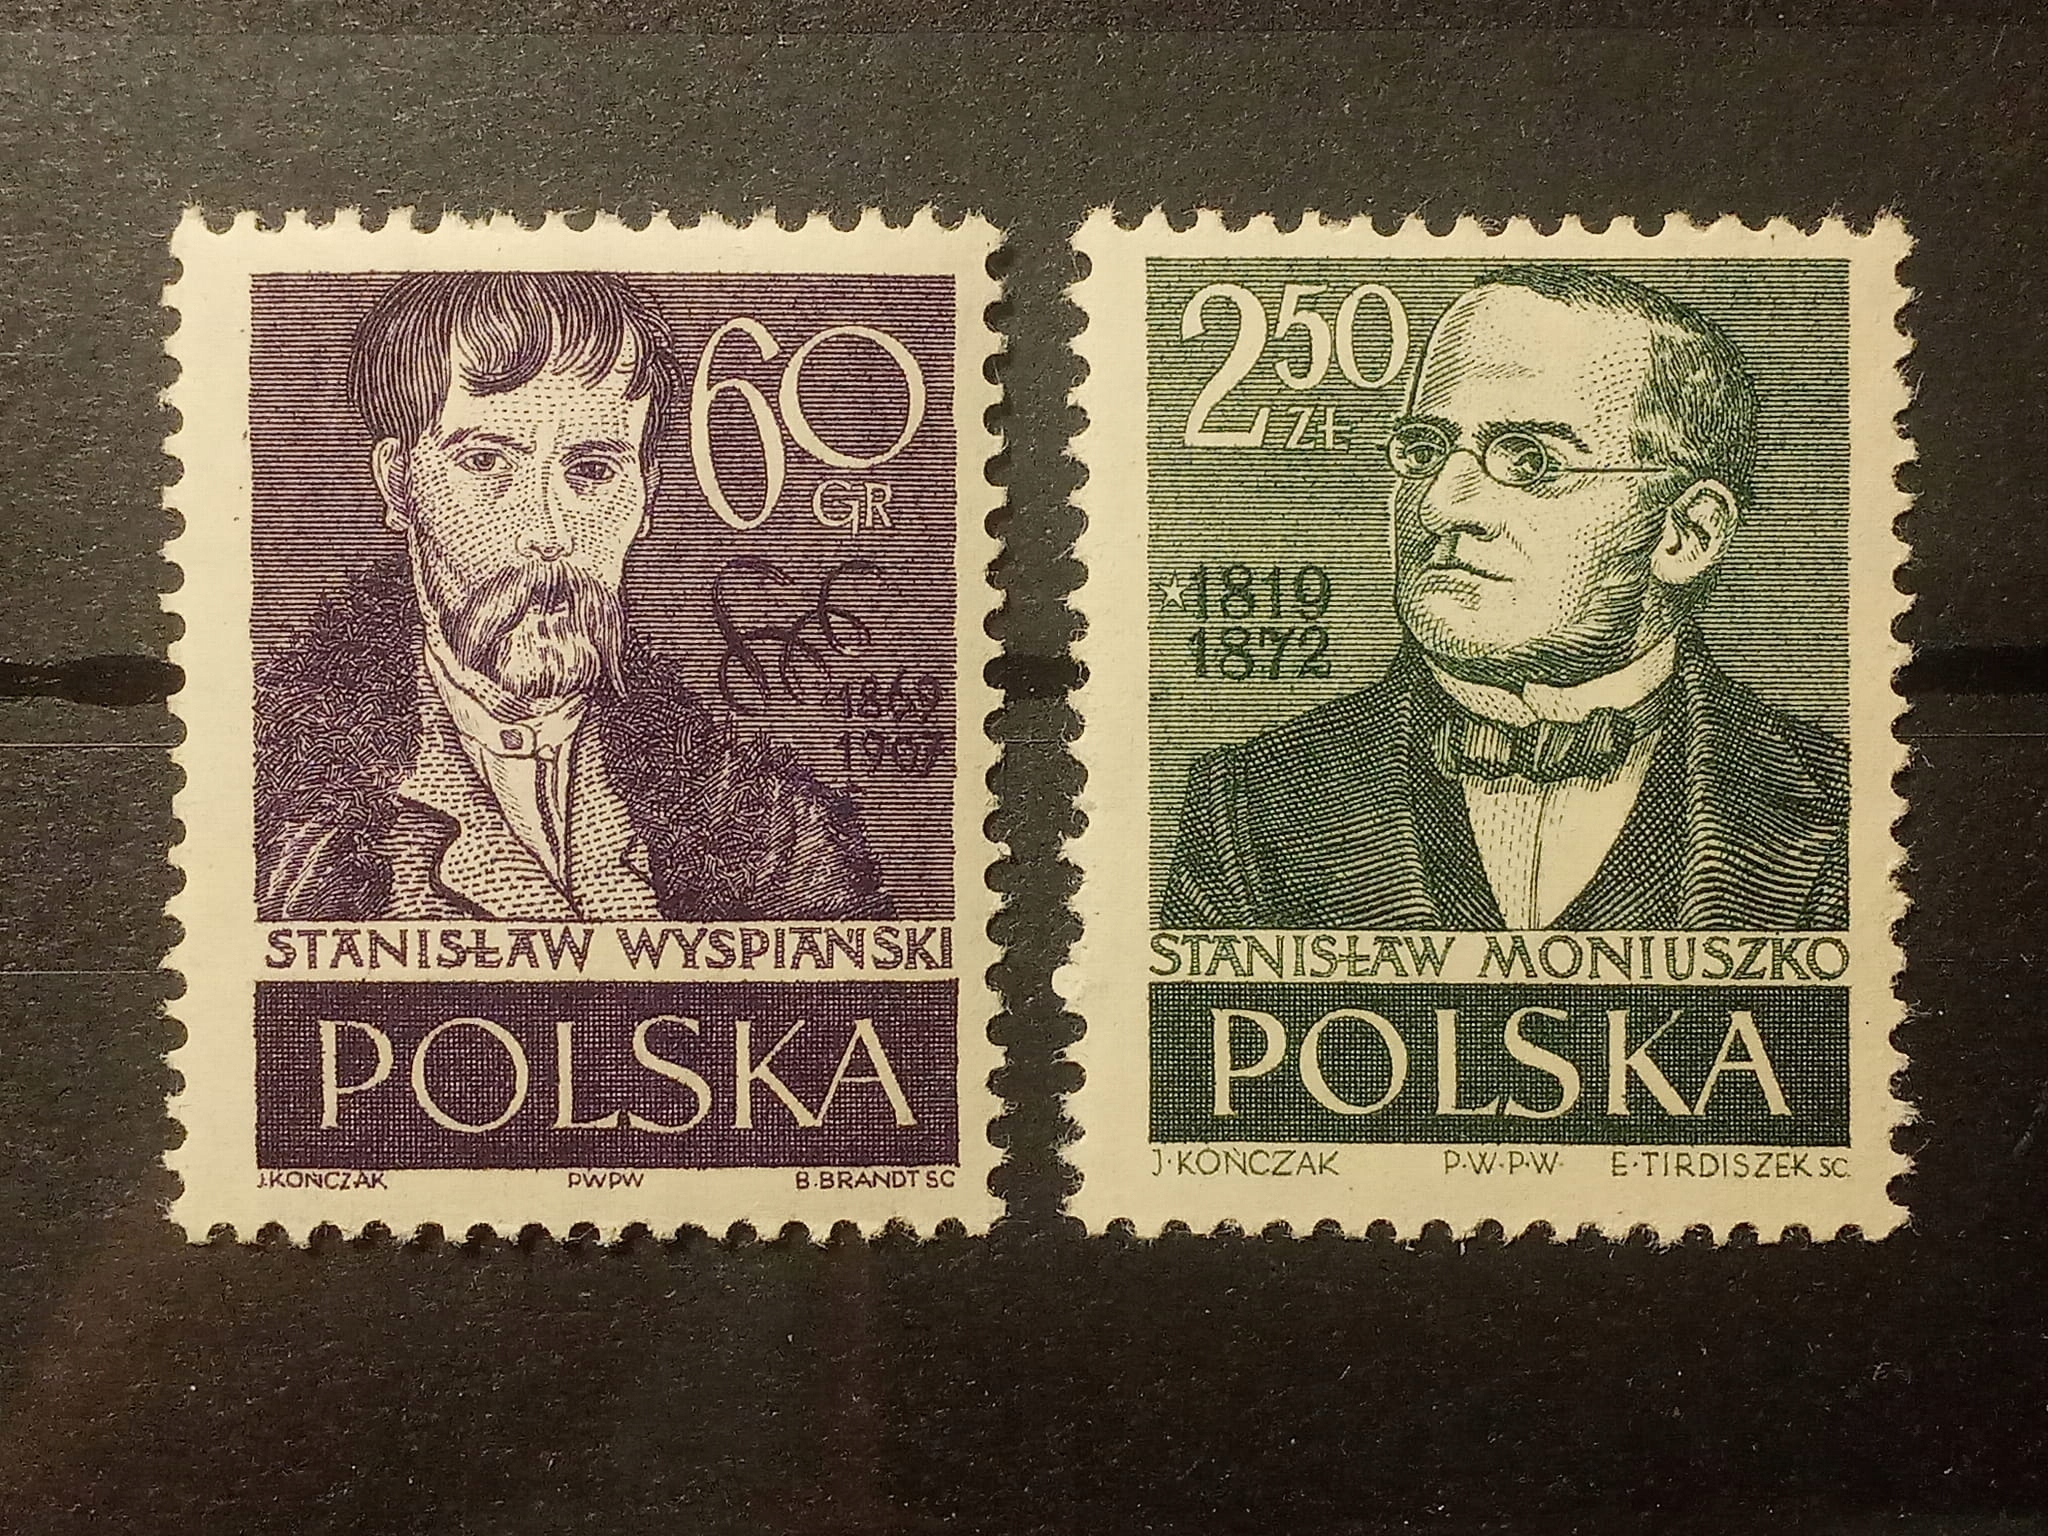 60
GR
1869
1907
STANISŁAW WYSPIAŃSKI
POLSKA
J.KOŃCZAK PWPW B.BRANDT SC
2 50
ZŁ
1819
1872
STANISŁAW MONIUSZKO
POLSKA
J·KOŃCZAK P·W·P·W· E·TIRDISZEK SC.